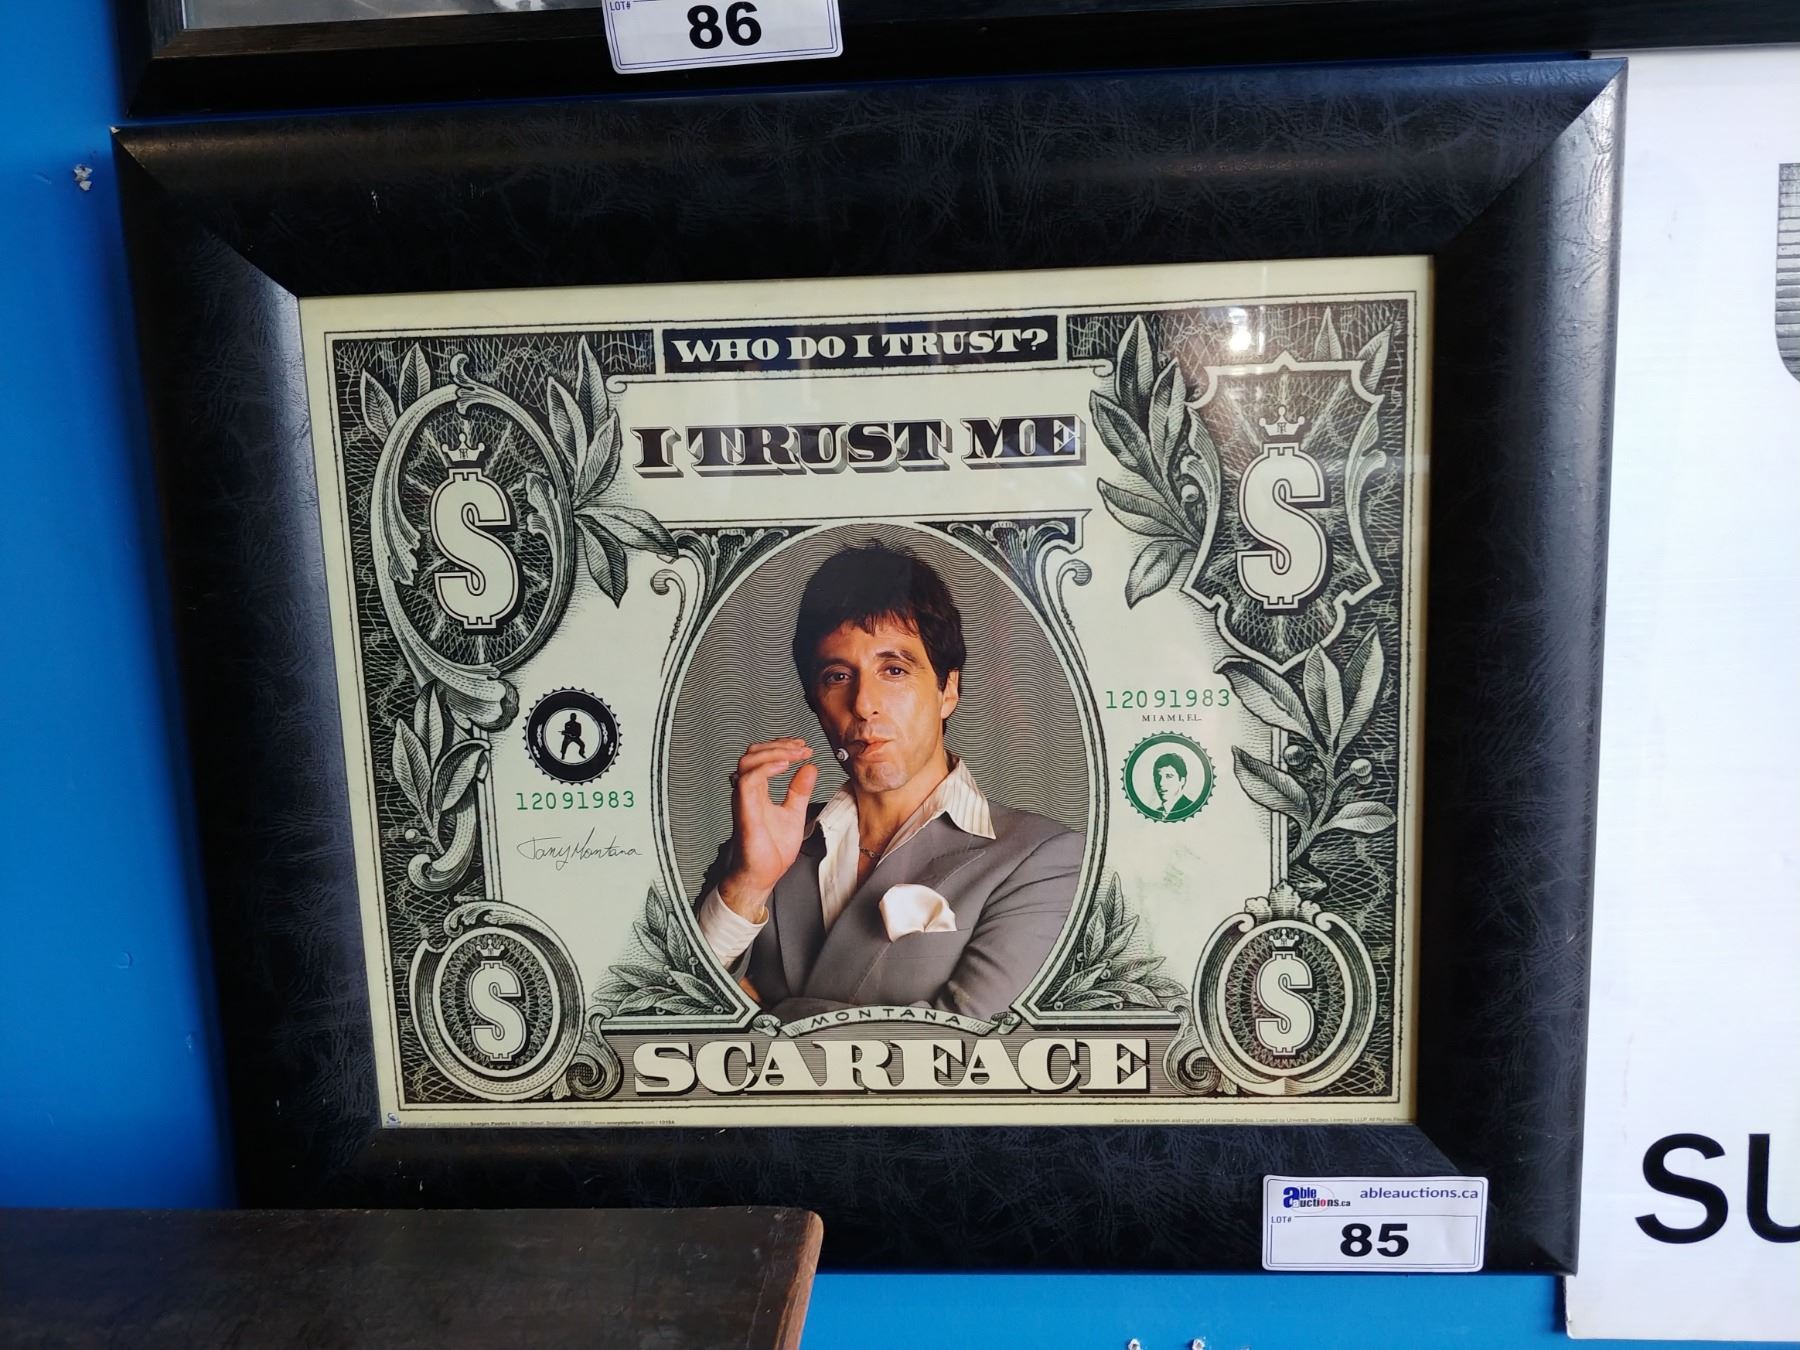 LOT#
86
WHO DO I TRUST?
I TRUST ME
$
$
12091983
MIAMI, FL.
12091983
Tony Montana
$
$
MONTANA
SCARFACE
Able Auctions.ca
ableauctions.ca
LOT#
85
SU